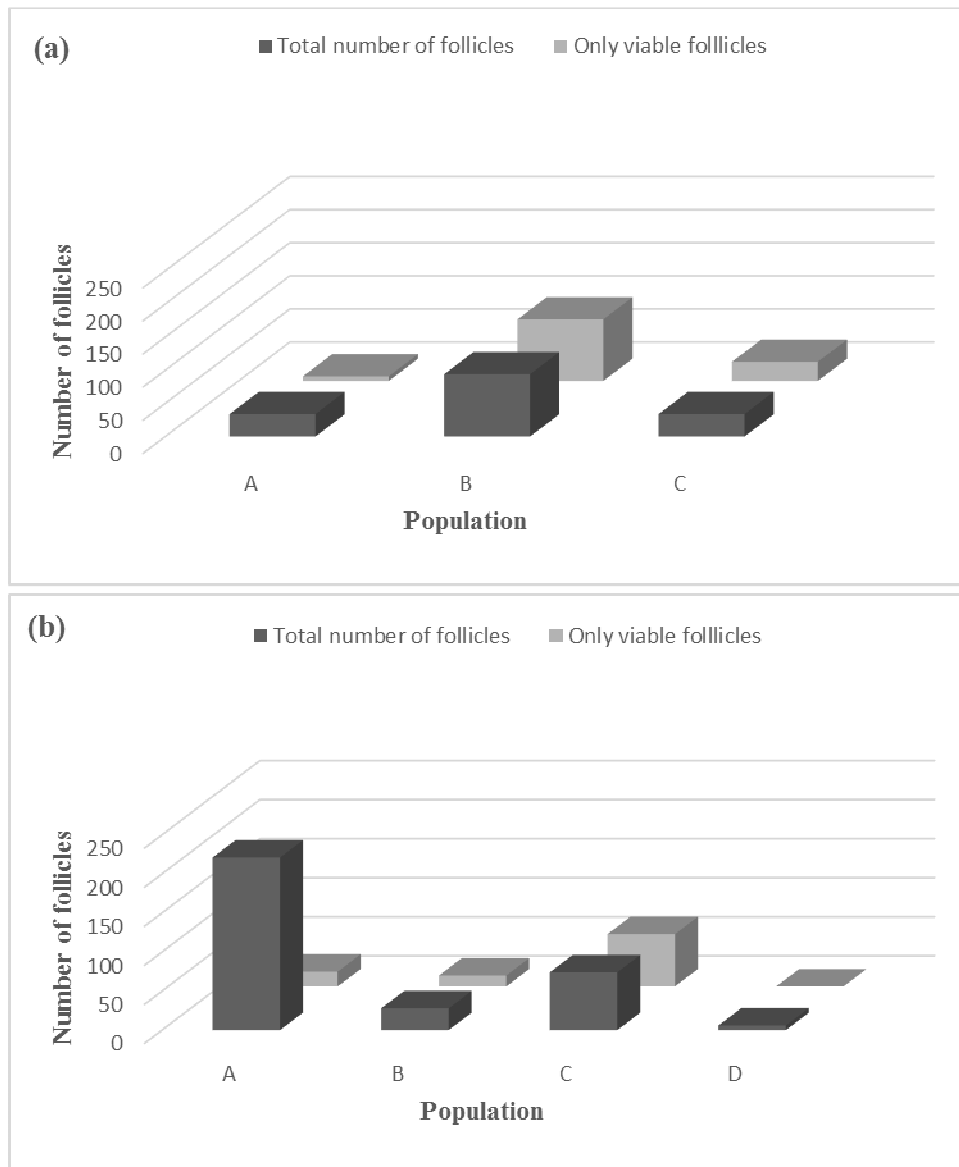 (a)
Total number of follicles Only viable folllicles
Number of follicles
250
200
150
100
50
0
A B C
Population
(b)
Total number of follicles Only viable folllicles
Number of follicles
250
200
150
100
50
0
A B C D
Population